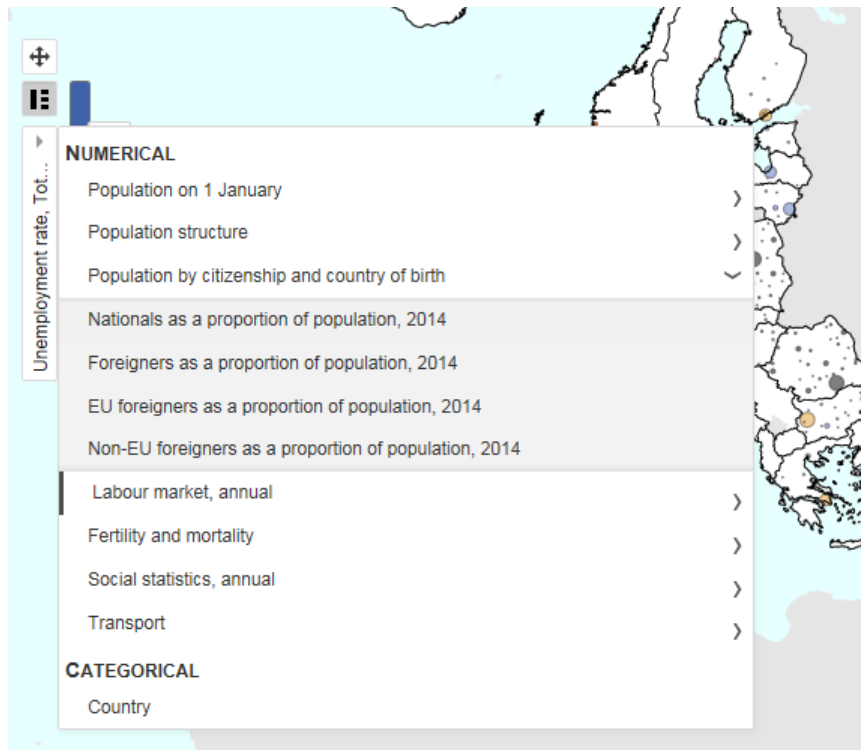 Unemployment rate, Tot...
NUMERICAL
Population on 1 January
Population structure
Population by citizenship and country of birth
Nationals as a proportion of population, 2014
Foreigners as a proportion of population, 2014
EU foreigners as a proportion of population, 2014
Non-EU foreigners as a proportion of population, 2014
Labour market, annual
Fertility and mortality
Social statistics, annual
Transport
CATEGORICAL
Country